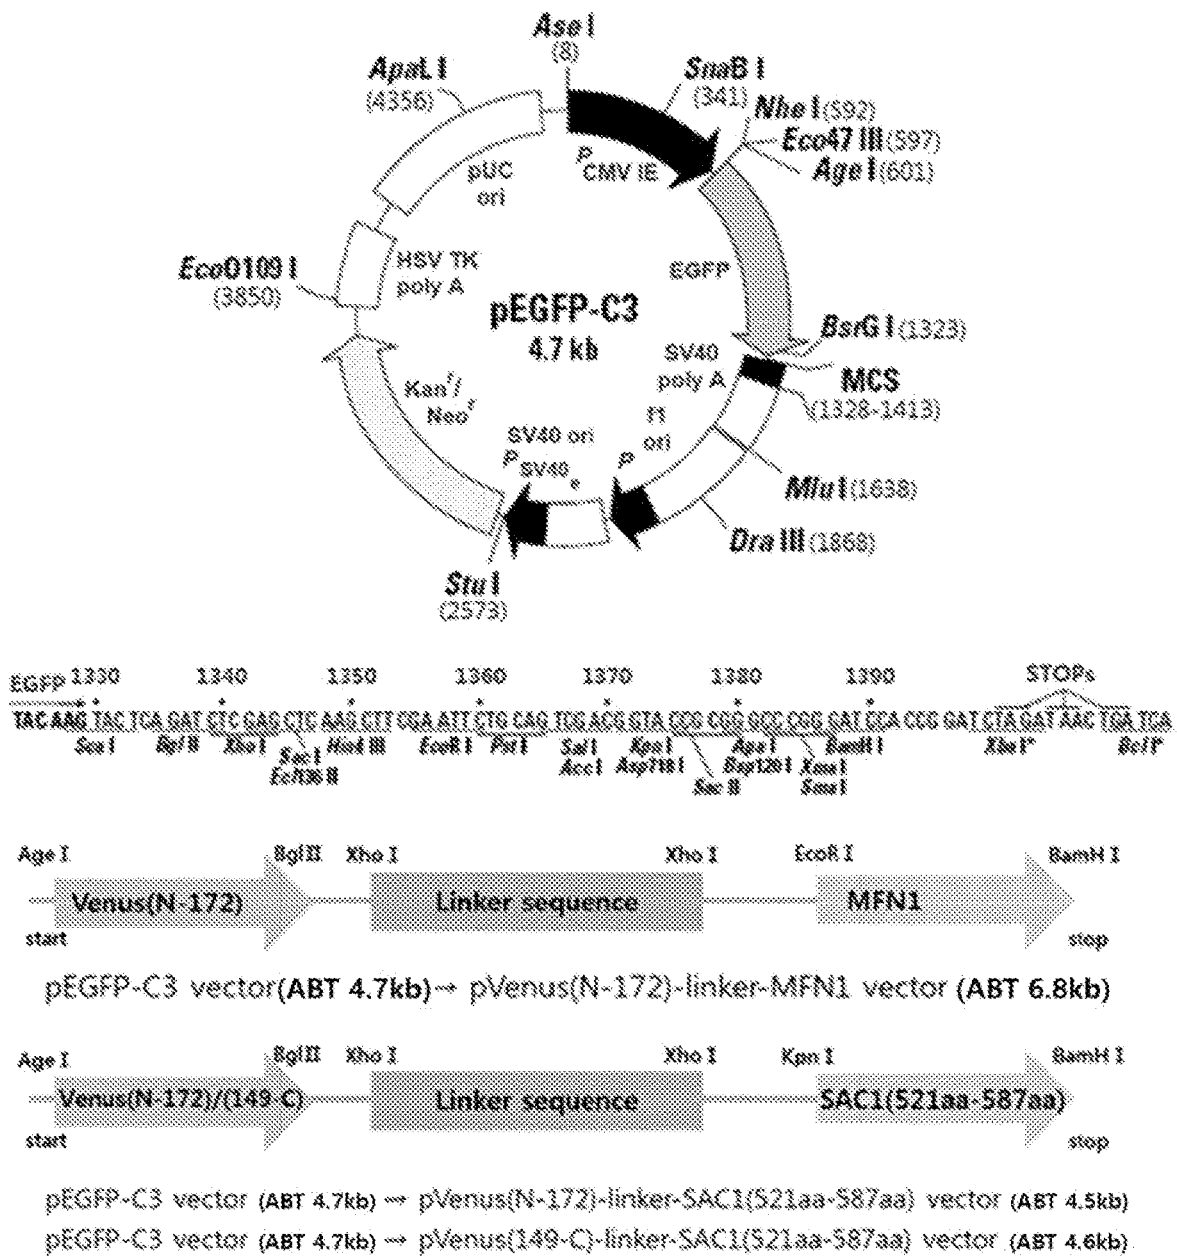 Ase I
(8)
ApaL I
(4356)
SnaB I
(341)
Nhe I (592)
Eco47 III (597)
Age I (601)
P CMV IE
pUC
ori
EcoO109 I
(3850)
HSV TK
poly A
EGFP
pEGFP-C3
4.7 kb
BsrG I (1323)
SV40
poly A
MCS
(1328-1413)
Kanr/
Neor
f1
ori
SV40 ori
P SV40 e
P
Mlu I (1638)
Dra III (1868)
Stu I
(2573)
EGFP 1330 1340 1350 1360 1370 1380 1390 STOPs
TAC AAG TAC TCA GAT CTC GAG CTC AAG CTT CGA ATT CTG CAG TCG ACG GTA CCG CGG GCC CGG GAT CCA CCG GAT CTA GAT AAC TGA TCA
Sca I Bgl II Xho I Sac I Hind III EcoR I Pst I Sal I Kpn I Apa I Xma I BamH I Xba I* Bcl I*
Ecl136 II Acc I Asp718 I Bsp120 I Sma I
Sac II
Age I Bgl II Xho I Xho I EcoR I BamH I
Venus(N-172) Linker sequence MFN1
start stop
pEGFP-C3 vector(ABT 4.7kb)→ pVenus(N-172)-linker-MFN1 vector (ABT 6.8kb)
Age I Bgl II Xho I Xho I Kpn I BamH I
Venus(N-172)/(149-C) Linker sequence SAC1(521aa-587aa)
start stop
pEGFP-C3 vector (ABT 4.7kb) → pVenus(N-172)-linker-SAC1(521aa-587aa) vector (ABT 4.5kb)
pEGFP-C3 vector (ABT 4.7kb) → pVenus(149-C)-linker-SAC1(521aa-587aa) vector (ABT 4.6kb)